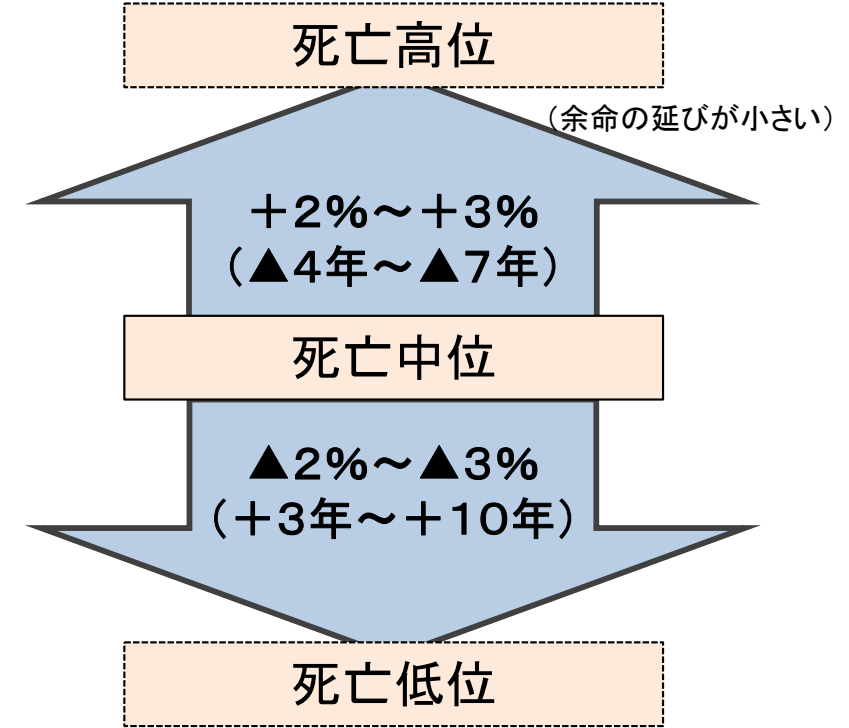 死亡高位
（余命の延びが小さい）
＋2％～＋3％
（▲4年～▲7年）
死亡中位
▲2％～▲3％
（＋3年～＋10年）
死亡低位